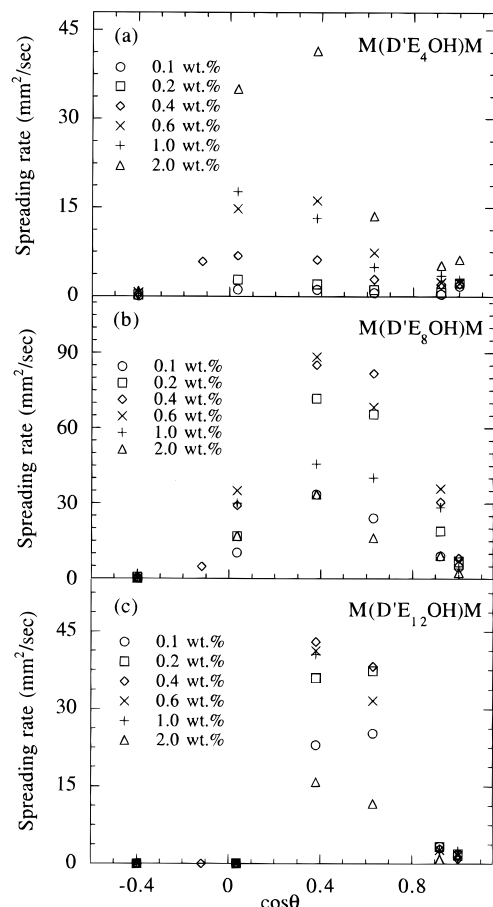 48
(a)
M(D'E4OH)M
0.1 wt.%
0.2 wt.%
0.4 wt.%
0.6 wt.%
1.0 wt.%
2.0 wt.%
45
30
15
0
Spreading rate (mm²/sec)
(b)
M(D'E8OH)M
0.1 wt.%
0.2 wt.%
0.4 wt.%
0.6 wt.%
1.0 wt.%
2.0 wt.%
90
60
30
0
Spreading rate (mm²/sec)
(c)
M(D'E12OH)M
0.1 wt.%
0.2 wt.%
0.4 wt.%
0.6 wt.%
1.0 wt.%
2.0 wt.%
45
30
15
0
Spreading rate (mm²/sec)
-0.4 0 0.4 0.8
cosθ